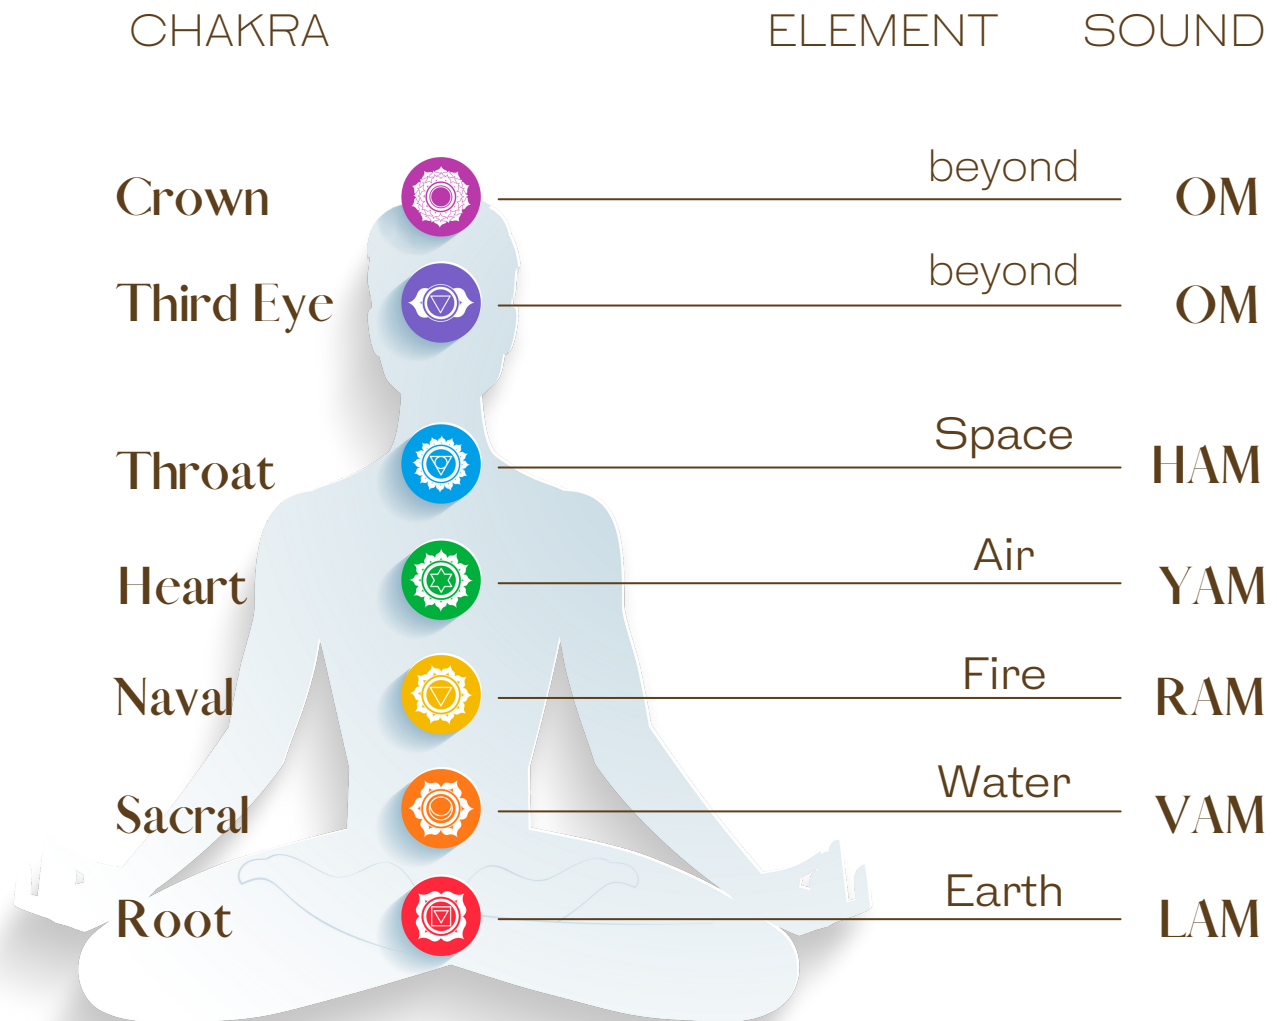 CHAKRA ELEMENT SOUND
Crown beyond OM
Third Eye beyond OM
Throat Space HAM
Heart Air YAM
Naval Fire RAM
Sacral Water VAM
Root Earth LAM